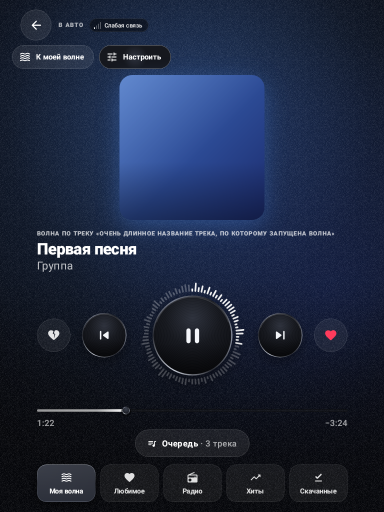 В АВТО
Слабая связь
К моей волне
Настроить
ВОЛНА ПО ТРЕКУ «ОЧЕНЬ ДЛИННОЕ НАЗВАНИЕ ТРЕКА, ПО КОТОРОМУ ЗАПУЩЕНА ВОЛНА»
Первая песня
Группа
1:22
−3:24
Очередь · 3 трека
Моя волна
Любимое
Радио
Хиты
Скачанные